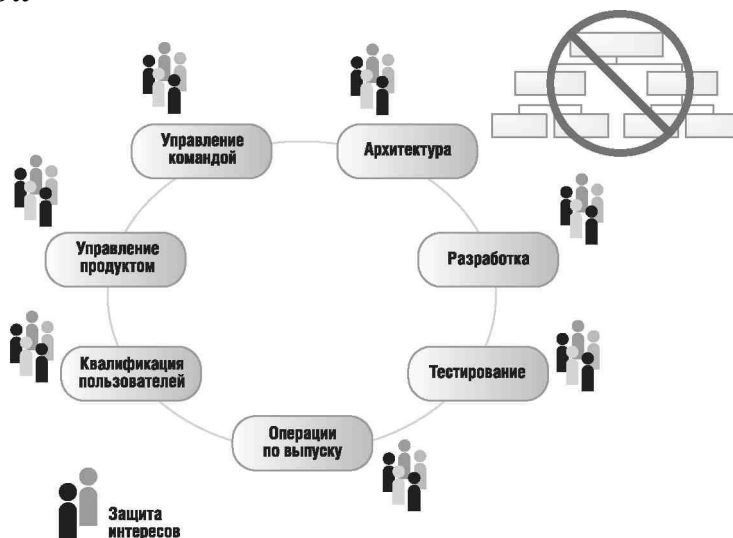 Управление
командой
Архитектура
Управление
продуктом
Разработка
Квалификация
пользователей
Тестирование
Операции
по выпуску
Защита
интересов